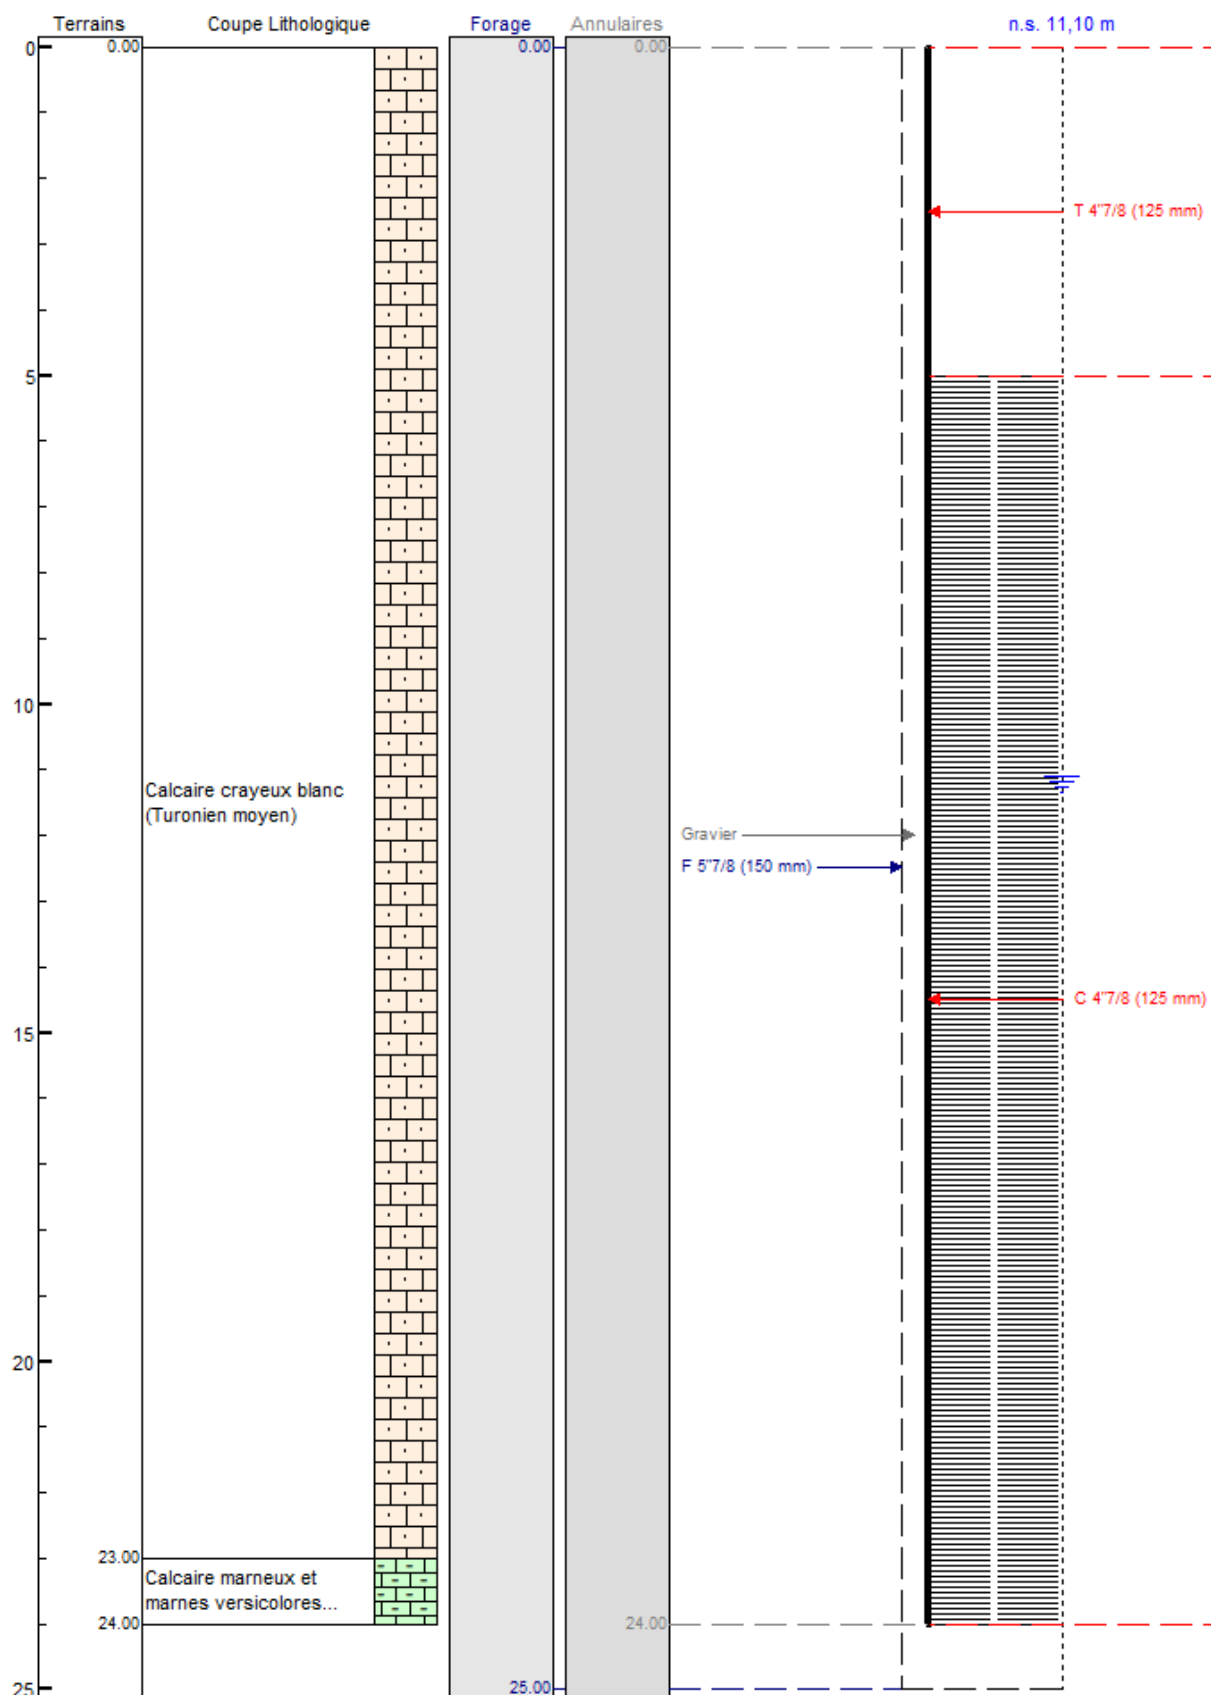 Terrains Coupe Lithologique Forage Annulaires n.s. 11,10 m
0 0.00 0.00 0.00
T 4"7/8 (125 mm)
5
10
Calcaire crayeux blanc
(Turonien moyen)
Gravier
F 5"7/8 (150 mm)
C 4"7/8 (125 mm)
15
20
23.00
Calcaire marneux et
marnes versicolores...
24.00 24.00
25 25.00